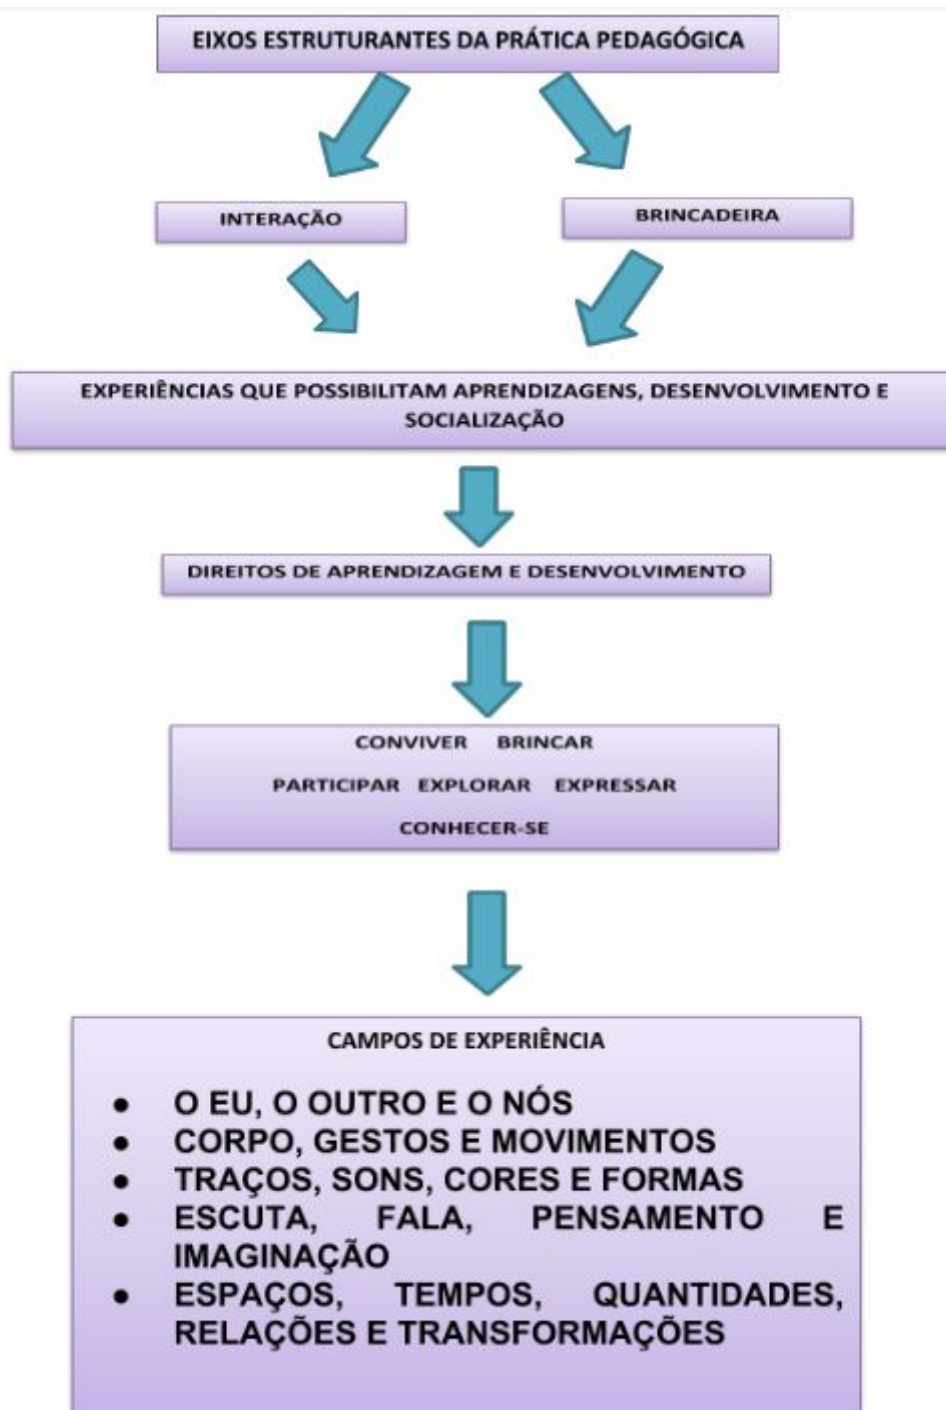 EIXOS ESTRUTURANTES DA PRÁTICA PEDAGÓGICA
INTERAÇÃO
BRINCADEIRA
EXPERIÊNCIAS QUE POSSIBILITAM APRENDIZAGENS, DESENVOLVIMENTO E
SOCIALIZAÇÃO
DIREITOS DE APRENDIZAGEM E DESENVOLVIMENTO
CONVIVER BRINCAR
PARTICIPAR EXPLORAR EXPRESSAR
CONHECER-SE
CAMPOS DE EXPERIÊNCIA
● O EU, O OUTRO E O NÓS
● CORPO, GESTOS E MOVIMENTOS
● TRAÇOS, SONS, CORES E FORMAS
● ESCUTA, FALA, PENSAMENTO E
IMAGINAÇÃO
● ESPAÇOS, TEMPOS, QUANTIDADES,
RELAÇÕES E TRANSFORMAÇÕES